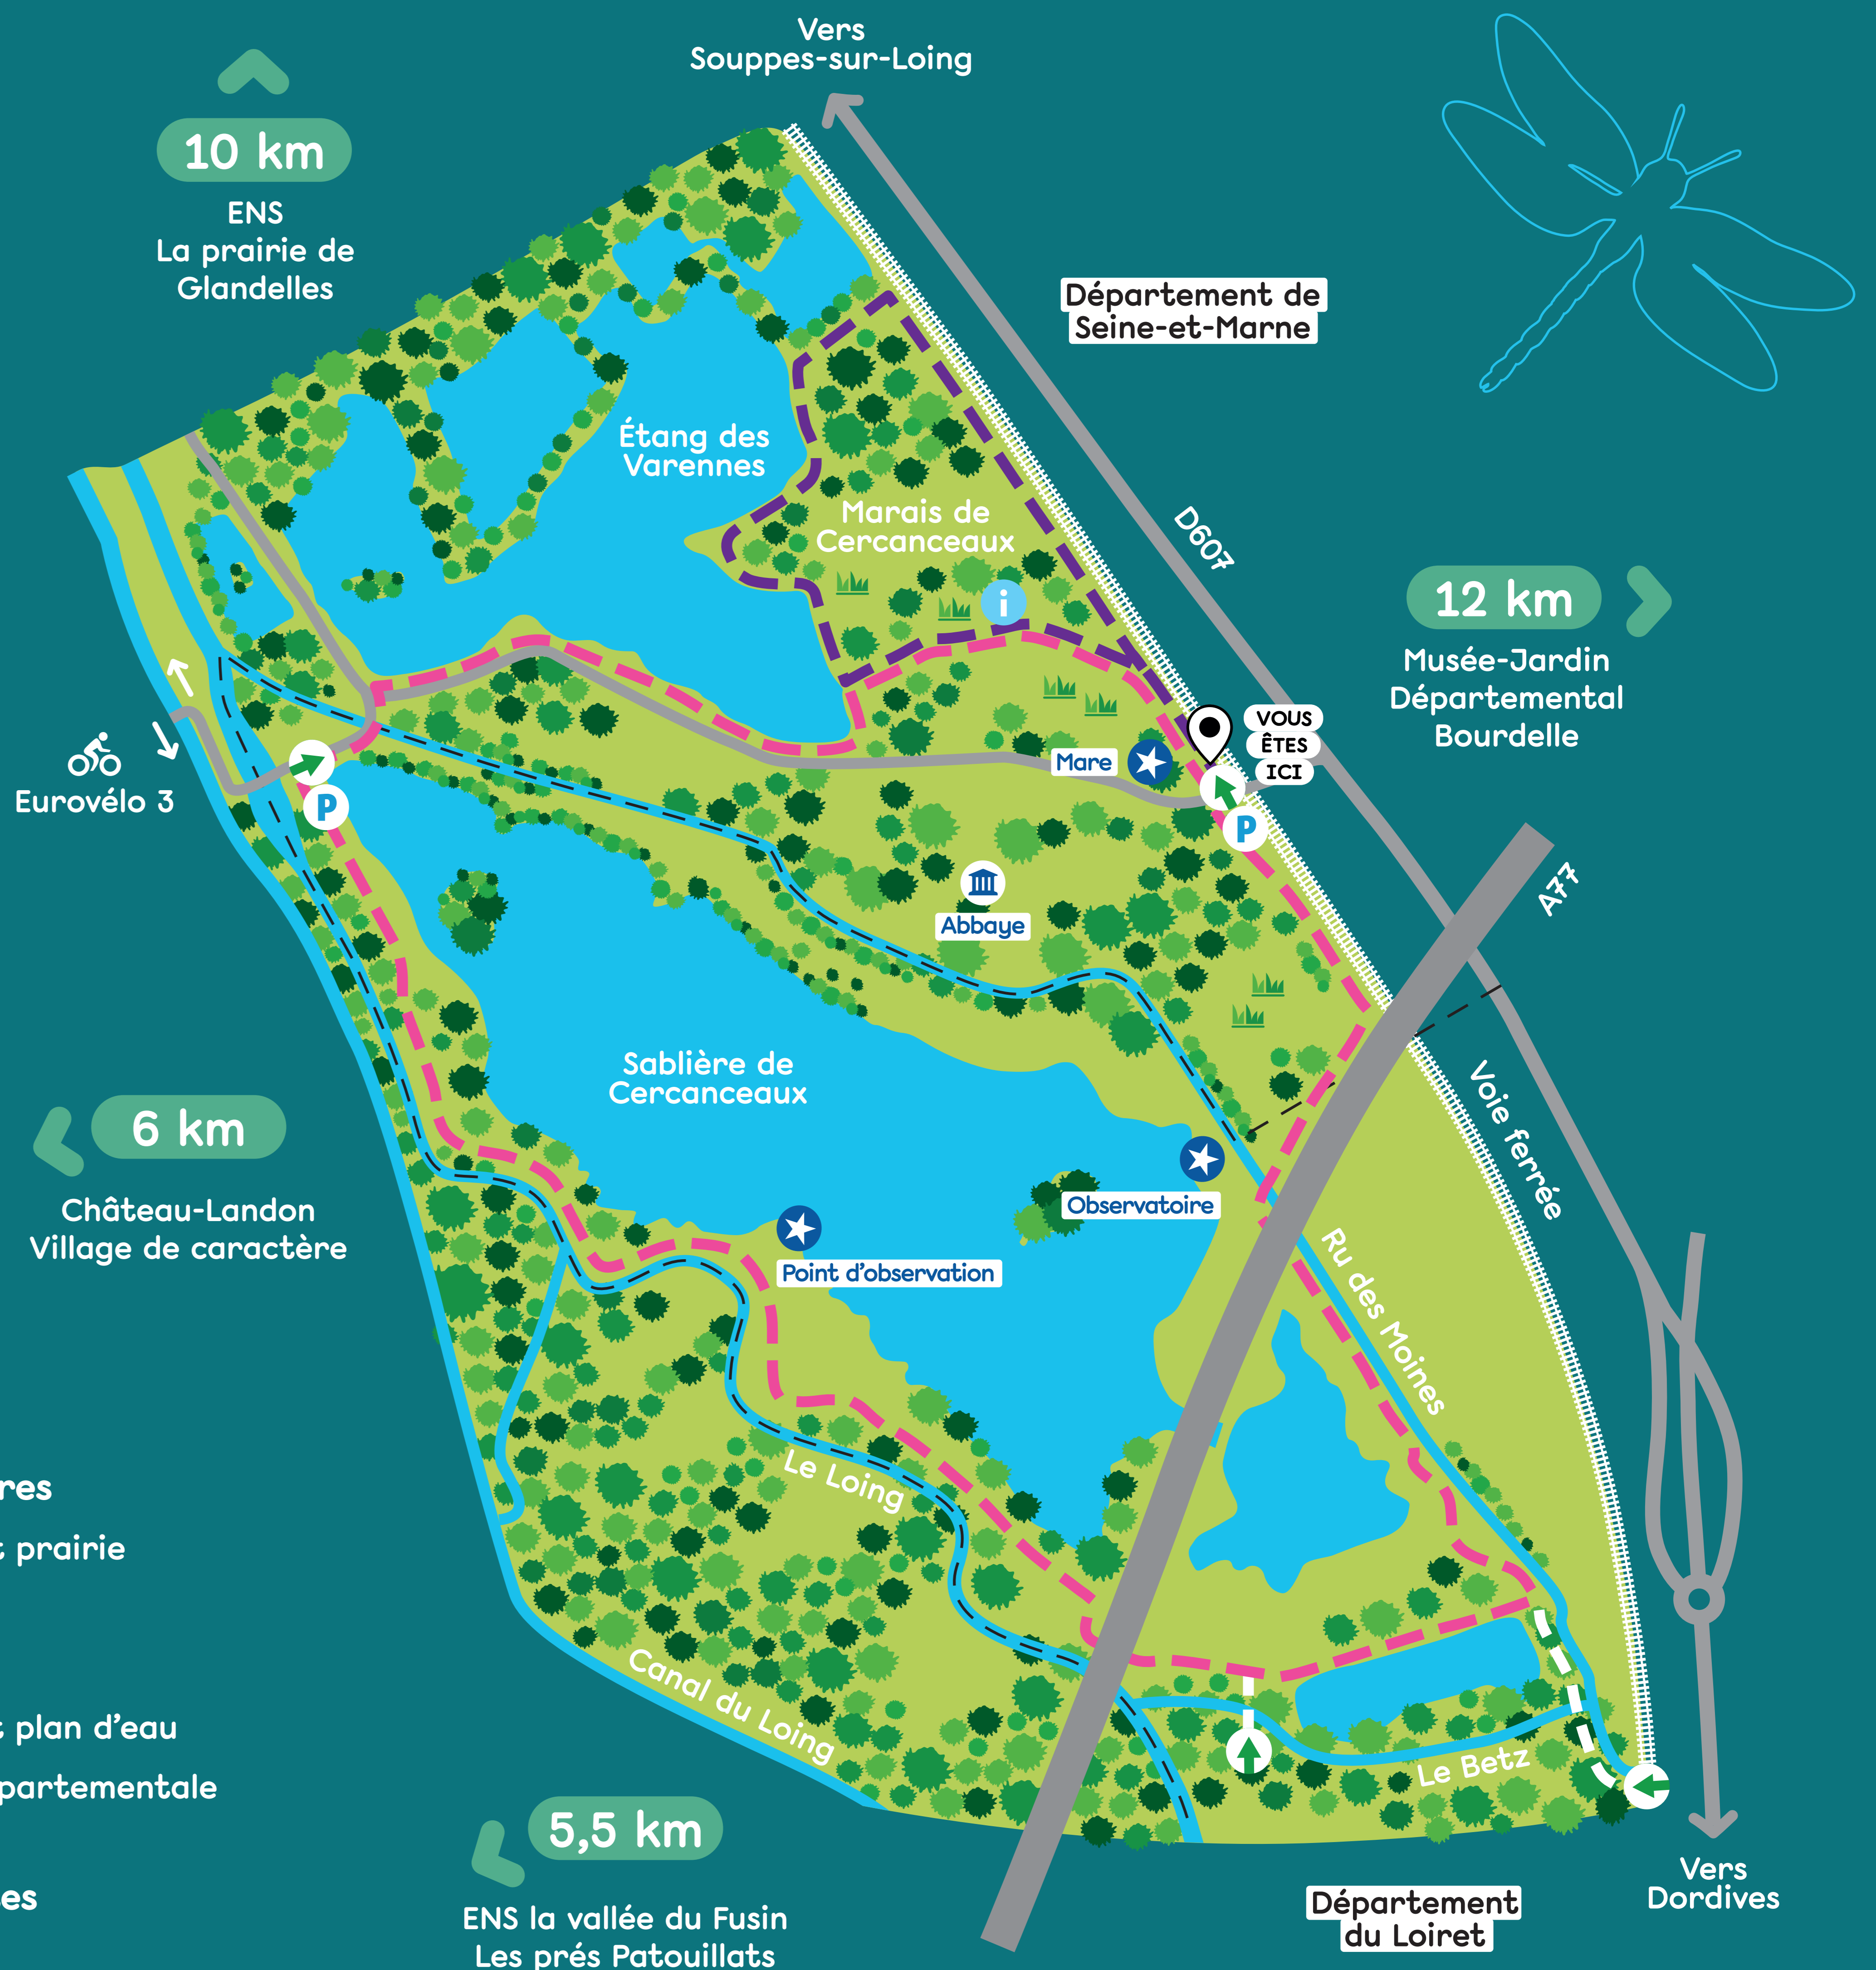 Vers
Souppes-sur-Loing
10 km
ENS
La prairie de
Glandelles
Département de
Seine-et-Marne
Étang des
Varennes
Marais de
Cercanceaux
i
D607
12 km
Musée-Jardin
Départemental
Bourdelle
VOUS
ÊTES
ICI
Mare
Eurovélo 3
P
P
A77
Abbaye
Sablière de
Cercanceaux
Voie ferrée
6 km
Château-Landon
Village de caractère
Observatoire
Point d'observation
Ru des Moines
Le Loing
res
t prairie
Canal du Loing
t plan d'eau
partementale
Le Betz
5,5 km
es
ENS la vallée du Fusin
Les prés Patouillats
Département
du Loiret
Vers
Dordives